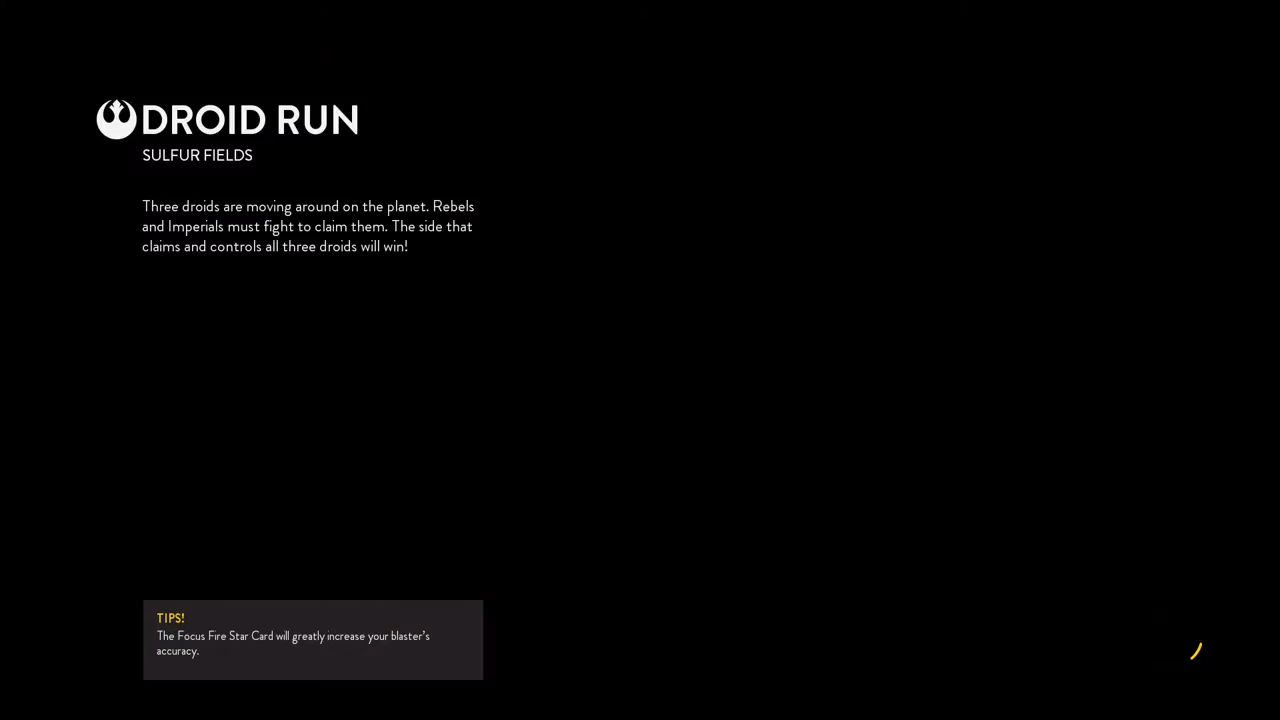 DROID RUN
SULFUR FIELDS
Three droids are moving around on the planet. Rebels
and Imperials must fight to claim them. The side that
claims and controls all three droids will win!
TIPS!
The Focus Fire Star Card will greatly increase your blaster's
accuracy.